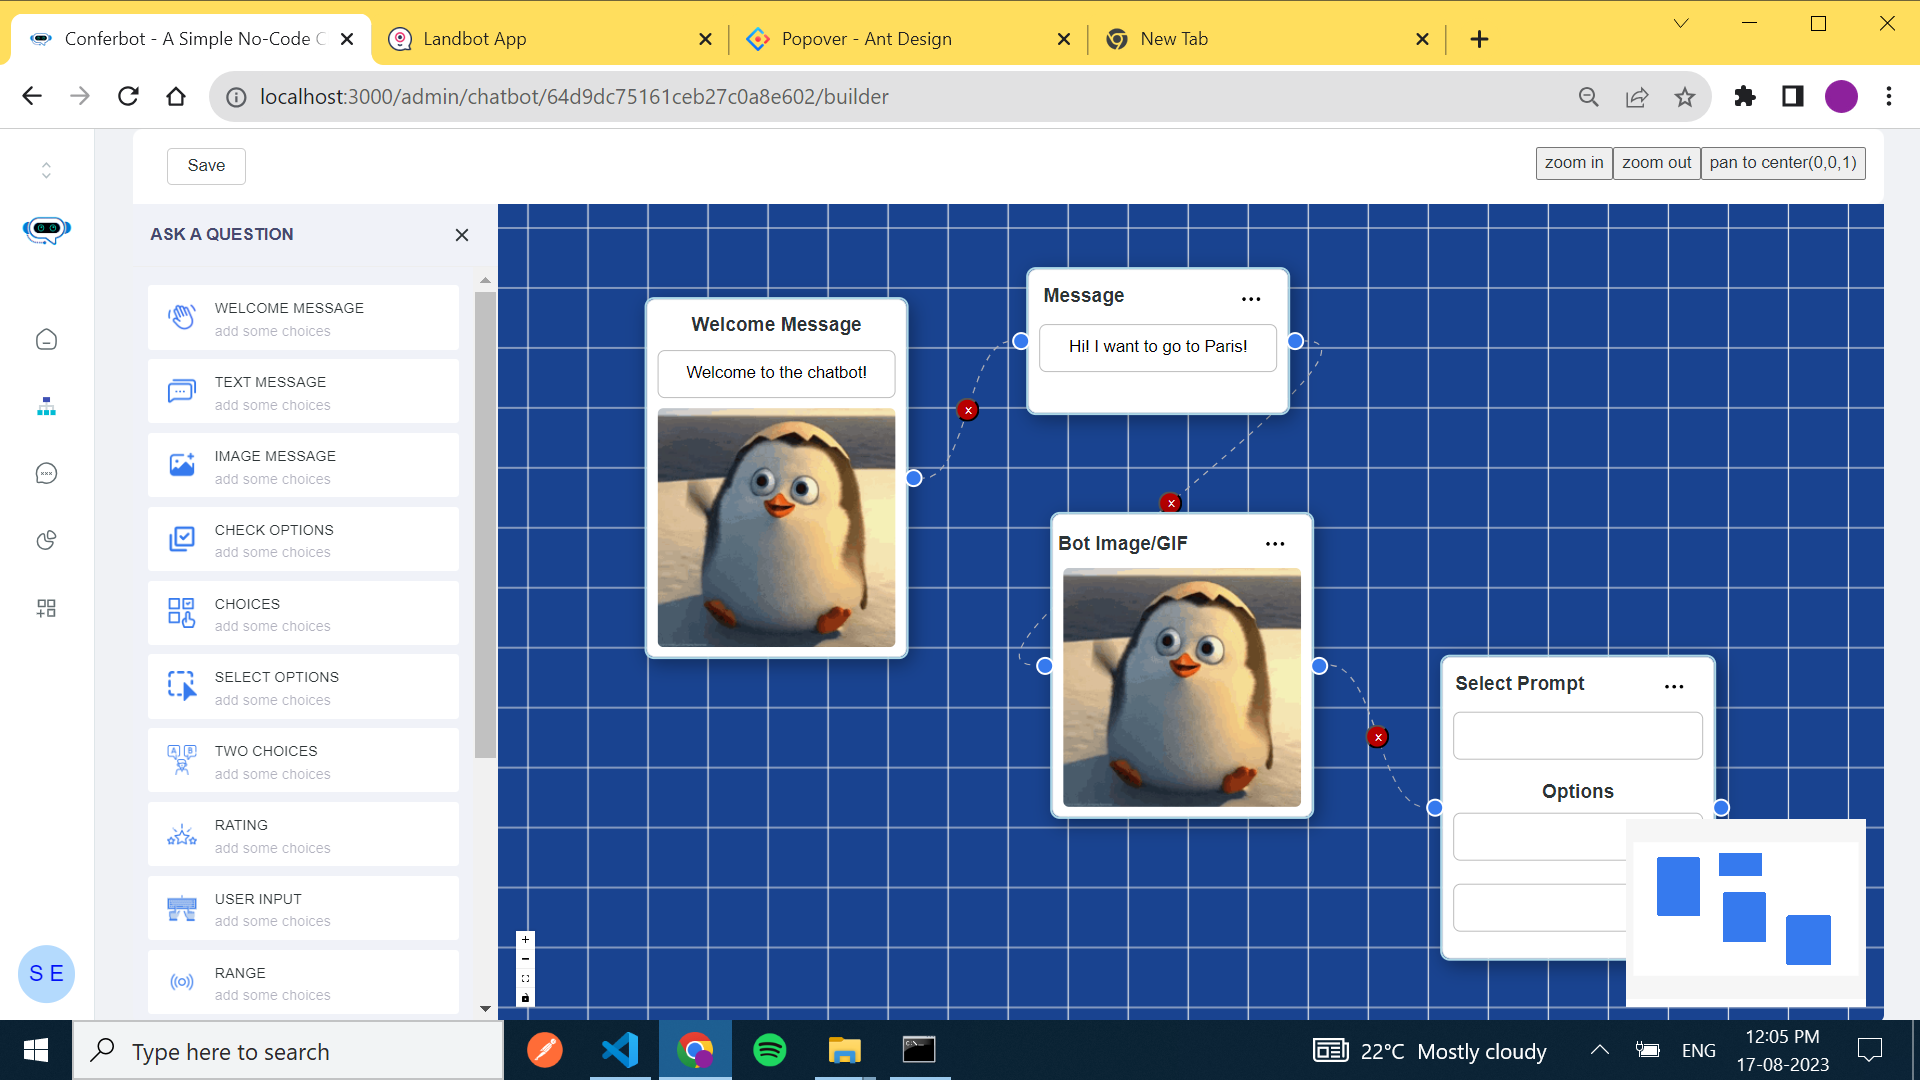 Conferbot - A Simple No-Code C
Landbot App
Popover - Ant Design
New Tab
localhost:3000/admin/chatbot/64d9dc75161ceb27c0a8e602/builder
Save
zoom in
zoom out
pan to center(0,0,1)
ASK A QUESTION
WELCOME MESSAGE
add some choices
TEXT MESSAGE
add some choices
IMAGE MESSAGE
add some choices
CHECK OPTIONS
add some choices
CHOICES
add some choices
SELECT OPTIONS
add some choices
A B
TWO CHOICES
add some choices
RATING
add some choices
USER INPUT
add some choices
RANGE
add some choices
S E
Welcome Message
Welcome to the chatbot!
x
Message
Hi! I want to go to Paris!
x
Bot Image/GIF
x
Select Prompt
Options
Type here to search
22°C Mostly cloudy
ENG
12:05 PM
17-08-2023